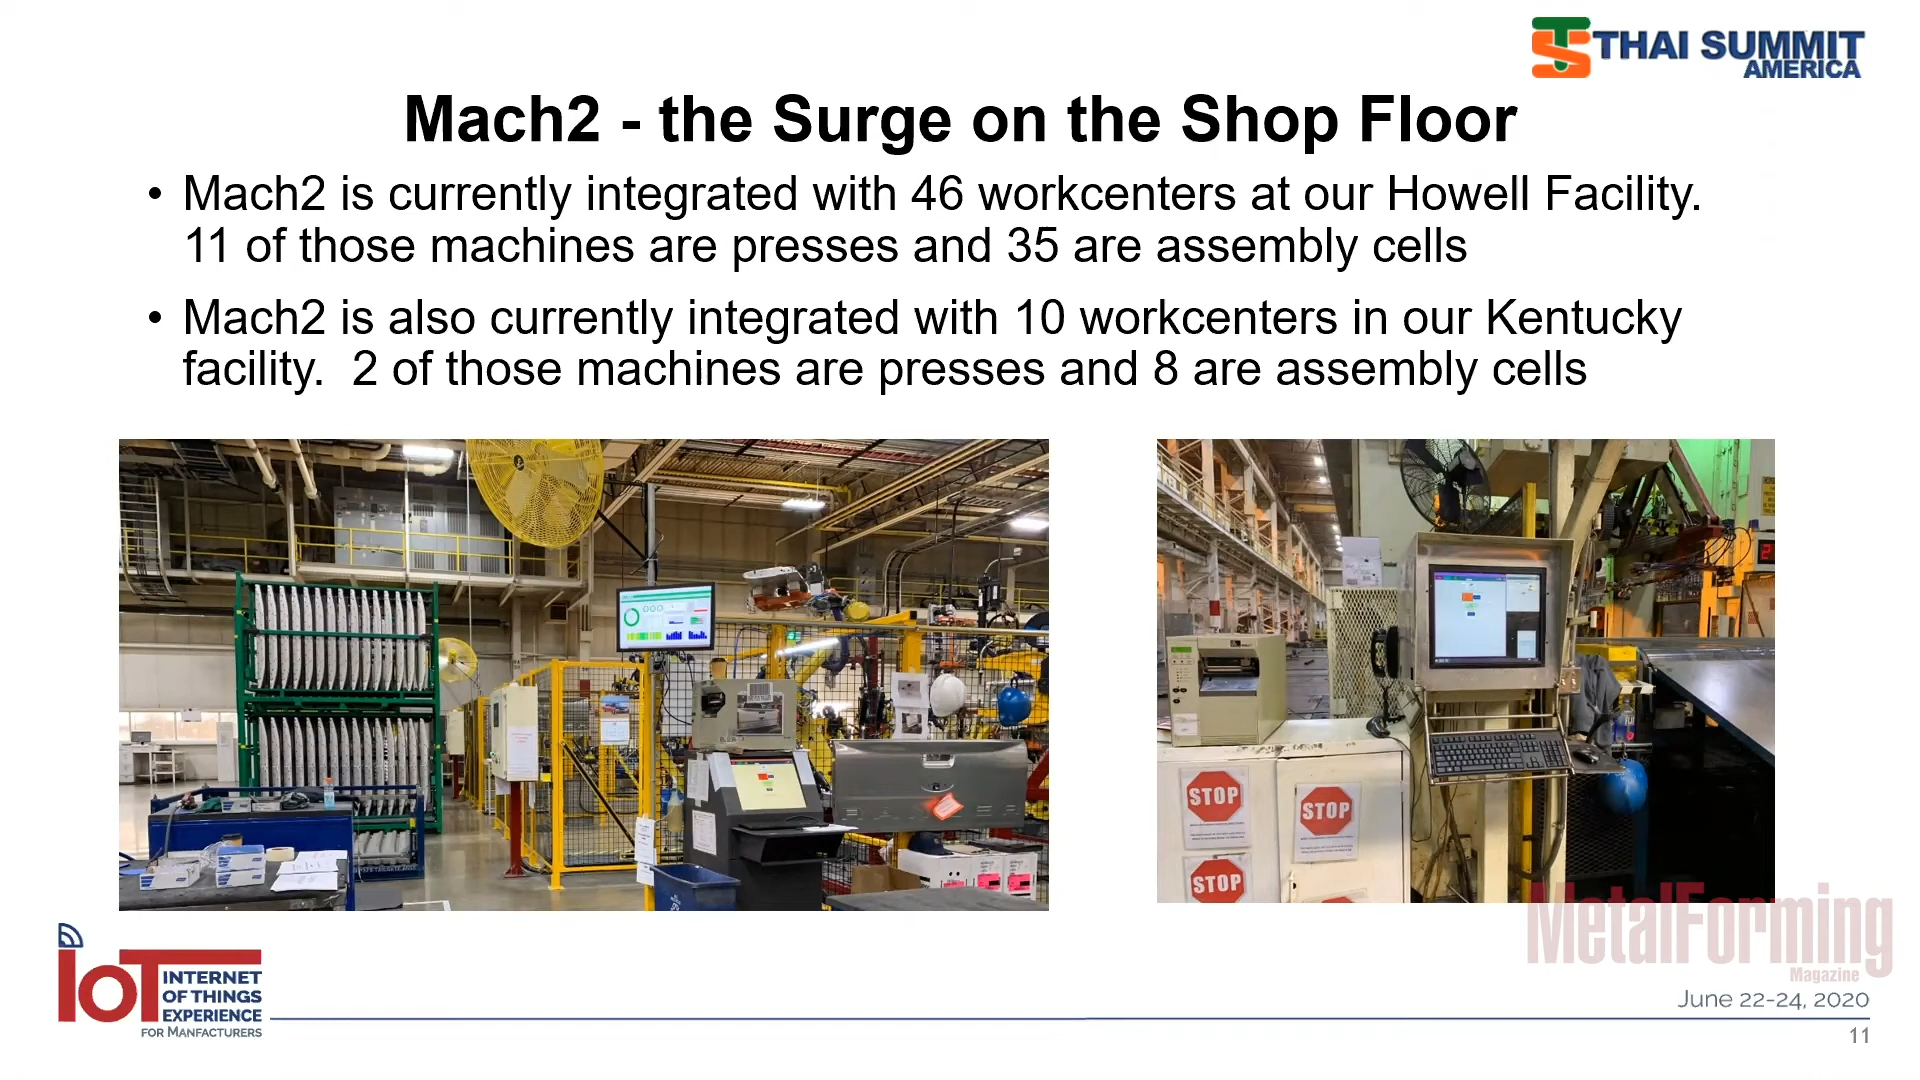 THAI SUMMIT
AMERICA
Mach2 - the Surge on the Shop Floor
• Mach2 is currently integrated with 46 workcenters at our Howell Facility.
11 of those machines are presses and 35 are assembly cells
• Mach2 is also currently integrated with 10 workcenters in our Kentucky
facility.  2 of those machines are presses and 8 are assembly cells
STOP
STOP
STOP
MetalForming
Magazine
IoT
INTERNET
OF THINGS
EXPERIENCE
FOR MANFACTURERS
June 22-24, 2020
11